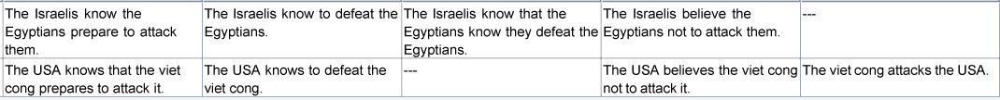 The Israelis know the
Egyptians prepare to attack
them.
The Israelis know to defeat the
Egyptians.
The Israelis know that the
Egyptians know they defeat the
Egyptians.
The Israelis believe the
Egyptians not to attack them.
---
The USA knows that the viet
cong prepares to attack it.
The USA knows to defeat the
viet cong.
---
The USA believes the viet cong
not to attack it.
The viet cong attacks the USA.